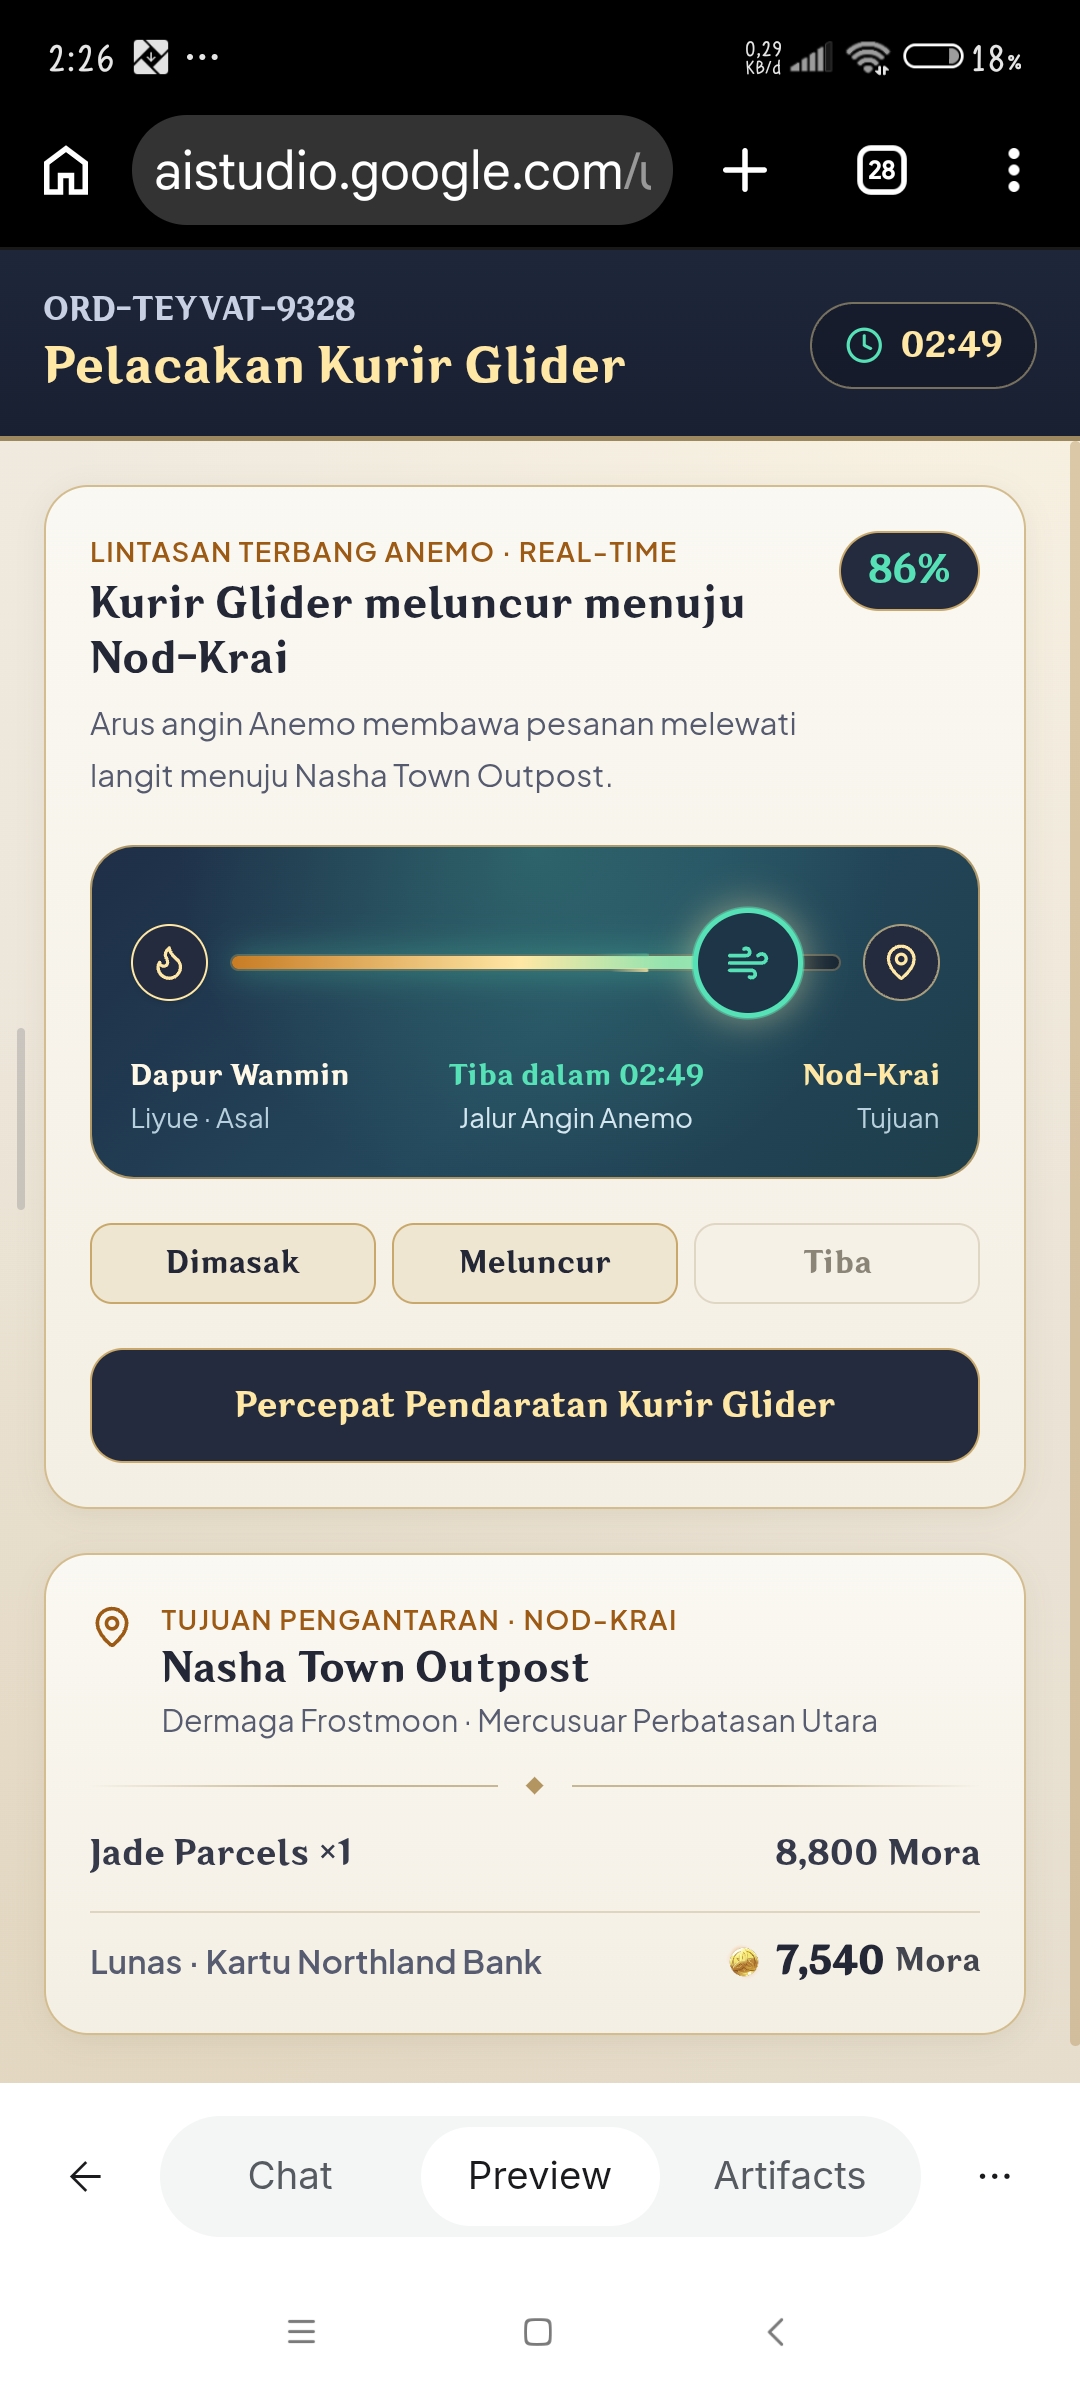 2:26
0,29
KB/d
18%
aistudio.google.com/
28
ORD-TEYVAT-9328
Pelacakan Kurir Glider
02:49
LINTASAN TERBANG ANEMO · REAL-TIME
86%
Kurir Glider meluncur menuju
Nod-Krai
Arus angin Anemo membawa pesanan melewati
langit menuju Nasha Town Outpost.
Dapur Wanmin
Liyue · Asal
Tiba dalam 02:49
Jalur Angin Anemo
Nod-Krai
Tujuan
Dimasak
Meluncur
Tiba
Percepat Pendaratan Kurir Glider
TUJUAN PENGANTARAN · NOD-KRAI
Nasha Town Outpost
Dermaga Frostmoon · Mercusuar Perbatasan Utara
Jade Parcels ×1
8,800 Mora
Lunas · Kartu Northland Bank
7,540 Mora
Chat
Preview
Artifacts